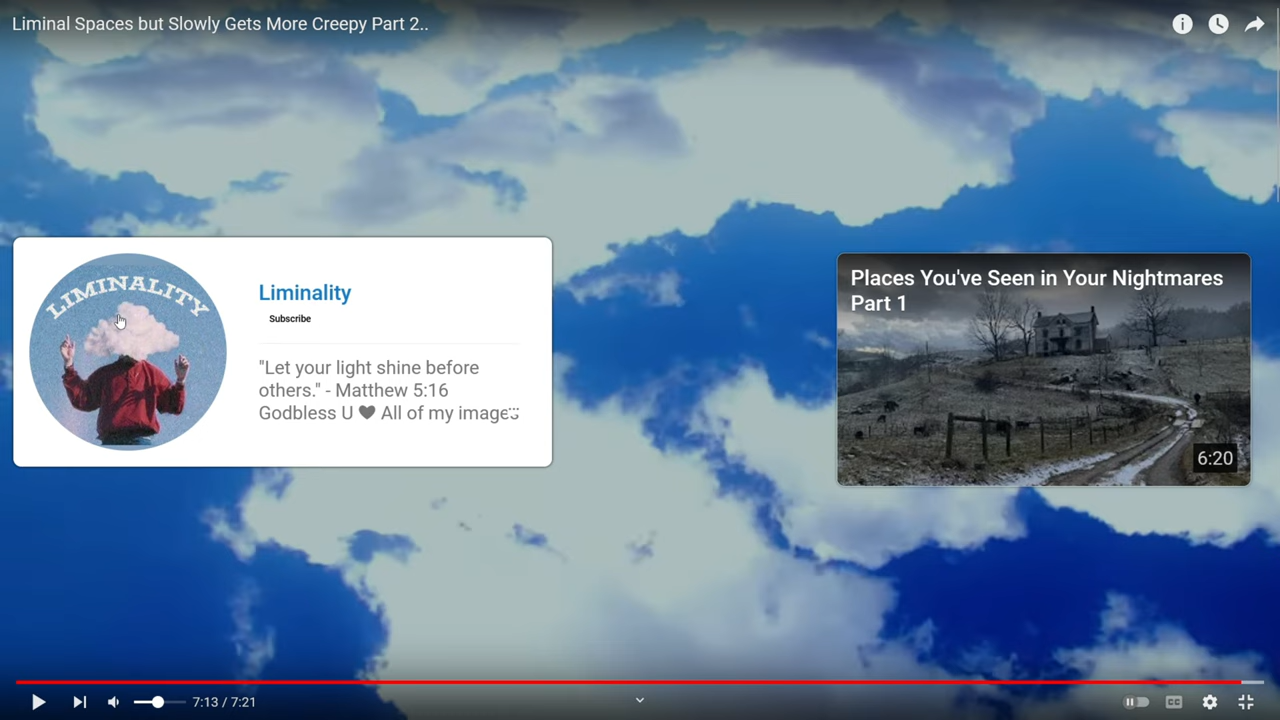 Liminal Spaces but Slowly Gets More Creepy Part 2..
LIMINALITY
Liminality
Subscribe
"Let your light shine before
others." - Matthew 5:16
Godbless U ❤ All of my images
Places You've Seen in Your Nightmares
Part 1
6:20
7:13 / 7:21
CC